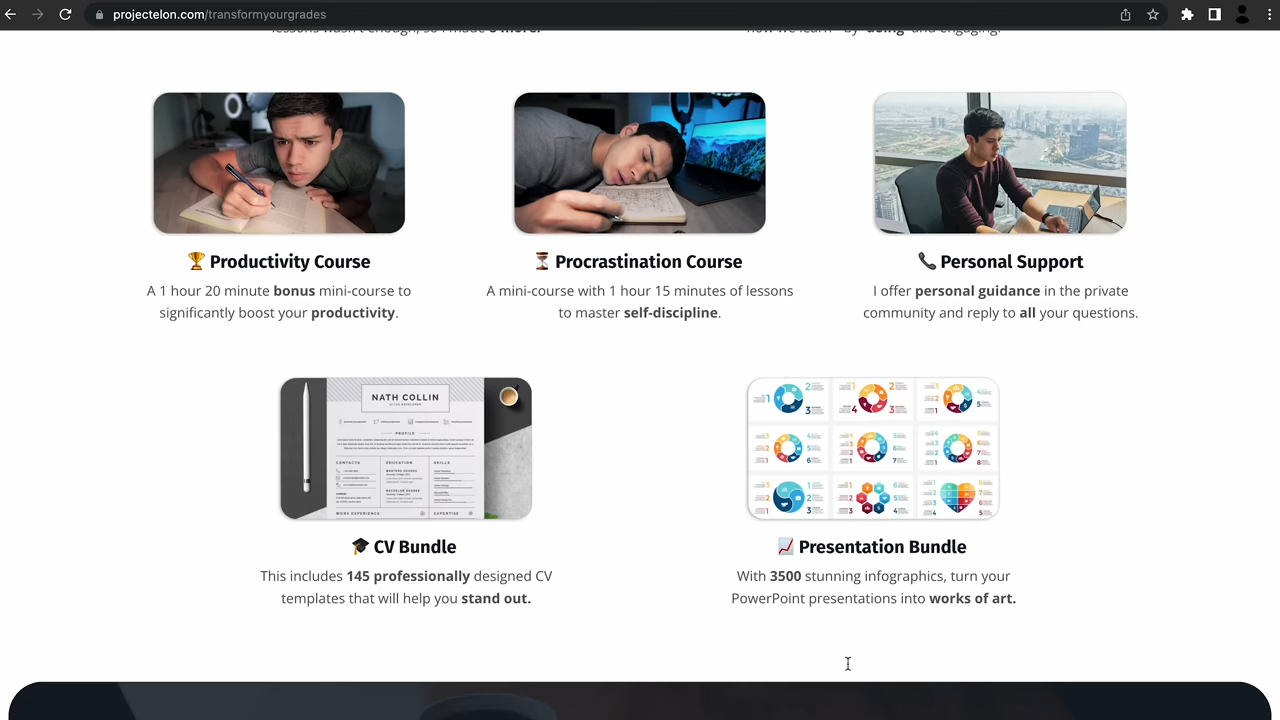 projectelon.com/transformyourgrades
🏆 Productivity Course
A 1 hour 20 minute bonus mini-course to
significantly boost your productivity.
⏳ Procrastination Course
A mini-course with 1 hour 15 minutes of lessons
to master self-discipline.
📞 Personal Support
I offer personal guidance in the private
community and reply to all your questions.
NATH COLLIN
PROFILE
CONTACTS
EDUCATION
SKILLS
WORK EXPERIENCE
EXPERTISE
🎓 CV Bundle
This includes 145 professionally designed CV
templates that will help you stand out.
📈 Presentation Bundle
With 3500 stunning infographics, turn your
PowerPoint presentations into works of art.